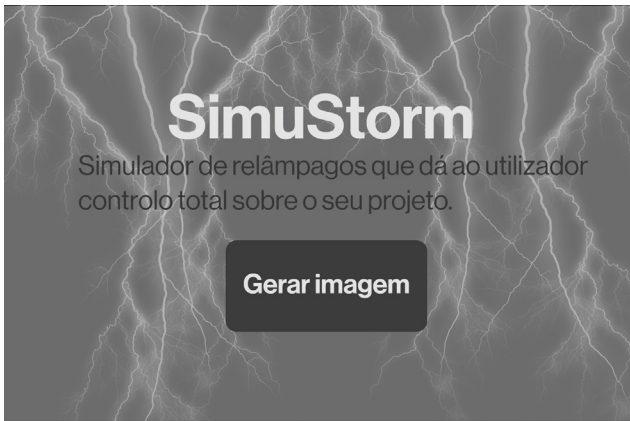 SimuStorm
Simulador de relâmpagos que dá ao utilizador
controlo total sobre o seu projeto.
Gerar imagem